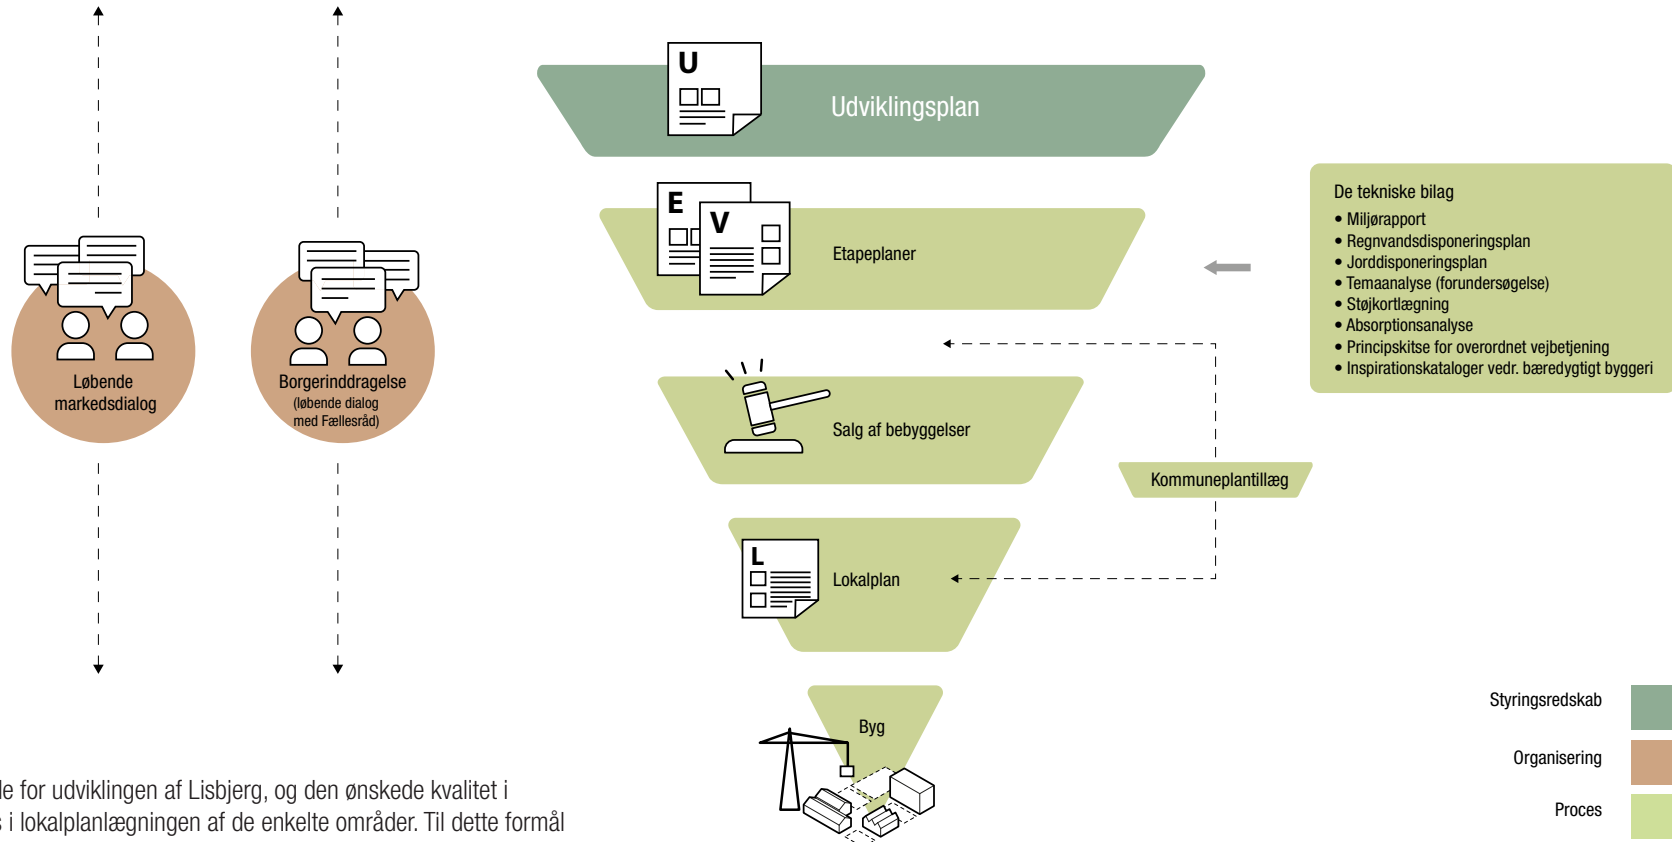 U
Udviklingsplan
E
V
Etapeplaner
De tekniske bilag
• Miljørapport
• Regnvandsdisponeringsplan
• Jorddisponeringsplan
• Temaanalyse (forundersøgelse)
• Støjkortlægning
• Absorptionsanalyse
• Principskitse for overordnet vejbetjening
• Inspirationskataloger vedr. bæredygtigt byggeri
Løbende
markedsdialog
Borgerinddragelse
(løbende dialog
med Fællesråd)
Salg af bebyggelser
Kommuneplantillæg
L
Lokalplan
Byg
Styringsredskab
Organisering
Proces
for udviklingen af Lisbjerg, og den ønskede kvalitet i
i lokalplanlægningen af de enkelte områder. Til dette formål